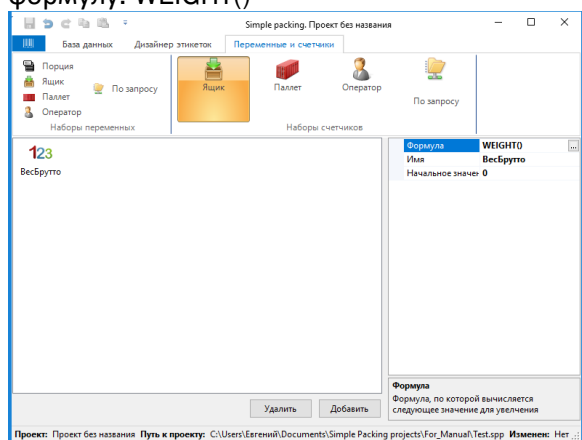 формулу: WEIGHT()
Simple packing. Проект без названия
База данных Дизайнер этикеток Переменные и счетчики
Порция
Ящик
Паллет
Оператор
По запросу
Наборы переменных
Ящик Паллет Оператор По запросу
Наборы счетчиков
123
ВесБрутто
Формула WEIGHT() ...
Имя ВесБрутто
Начальное значен 0
Формула
Формула, по которой вычисляется
следующее значение для увелчения
Удалить Добавить
Проект: Проект без названия Путь к проекту: C:\Users\Евгений\Documents\Simple Packing projects\For_Manual\Test.spp Изменен: Нет